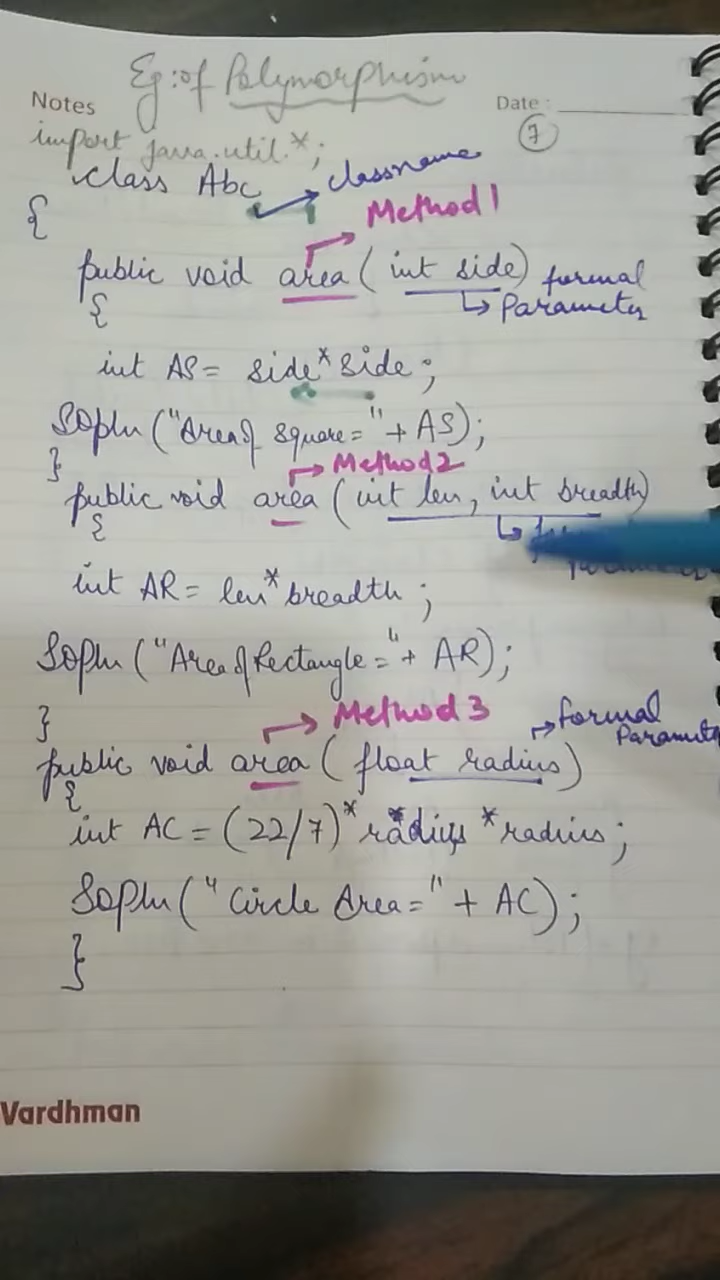 Eg: of Polymorphism
Notes
Date :
7
import java.util.*;
class Abc classname
{
Method 1
public void area (int side) formal
Parameter
{
int AS = side*side ;
SOPln ("Area of square = " + AS);
}
Method 2
public void area (int len, int breadth)
{
int AR = len* breadth ;
SOPln ("Area of Rectangle = " + AR);
}
Method 3
formal
public void area (float radius)
{
int AC = (22/7)* radius * radius ;
SOPln (" Circle Area = " + AC);
}
Vardhman